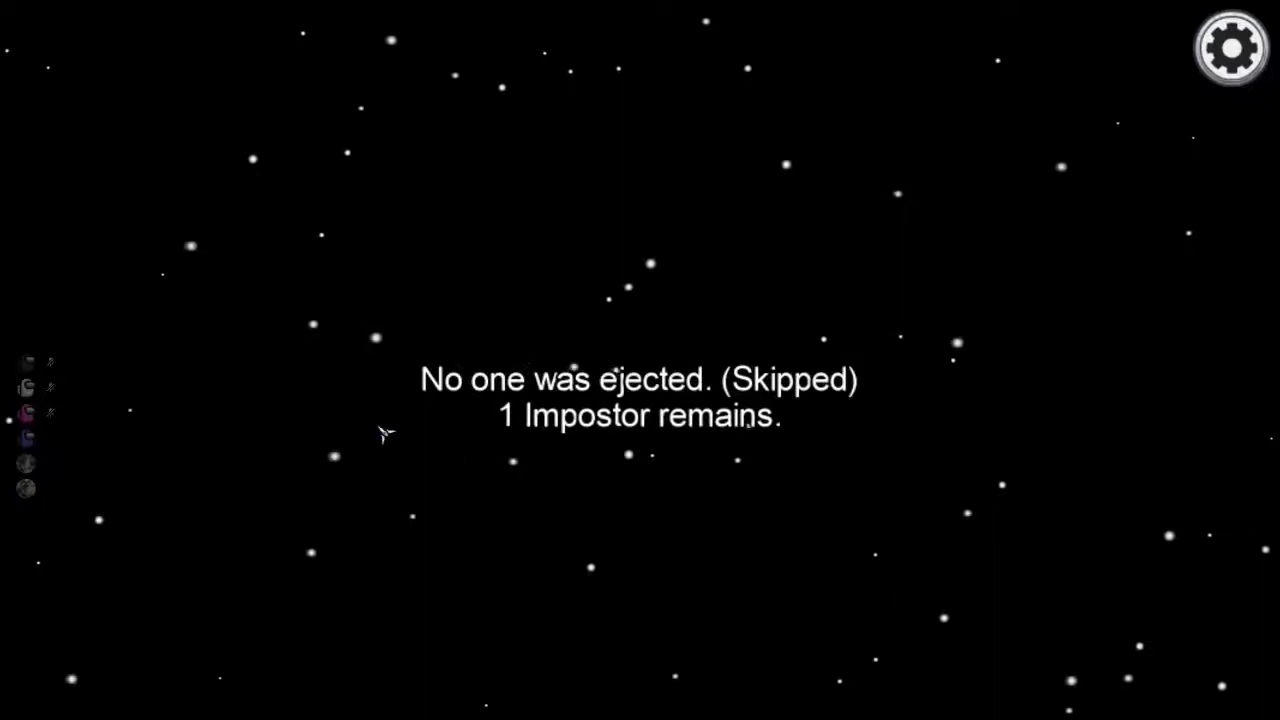 No one was ejected. (Skipped)
1 Impostor remains.